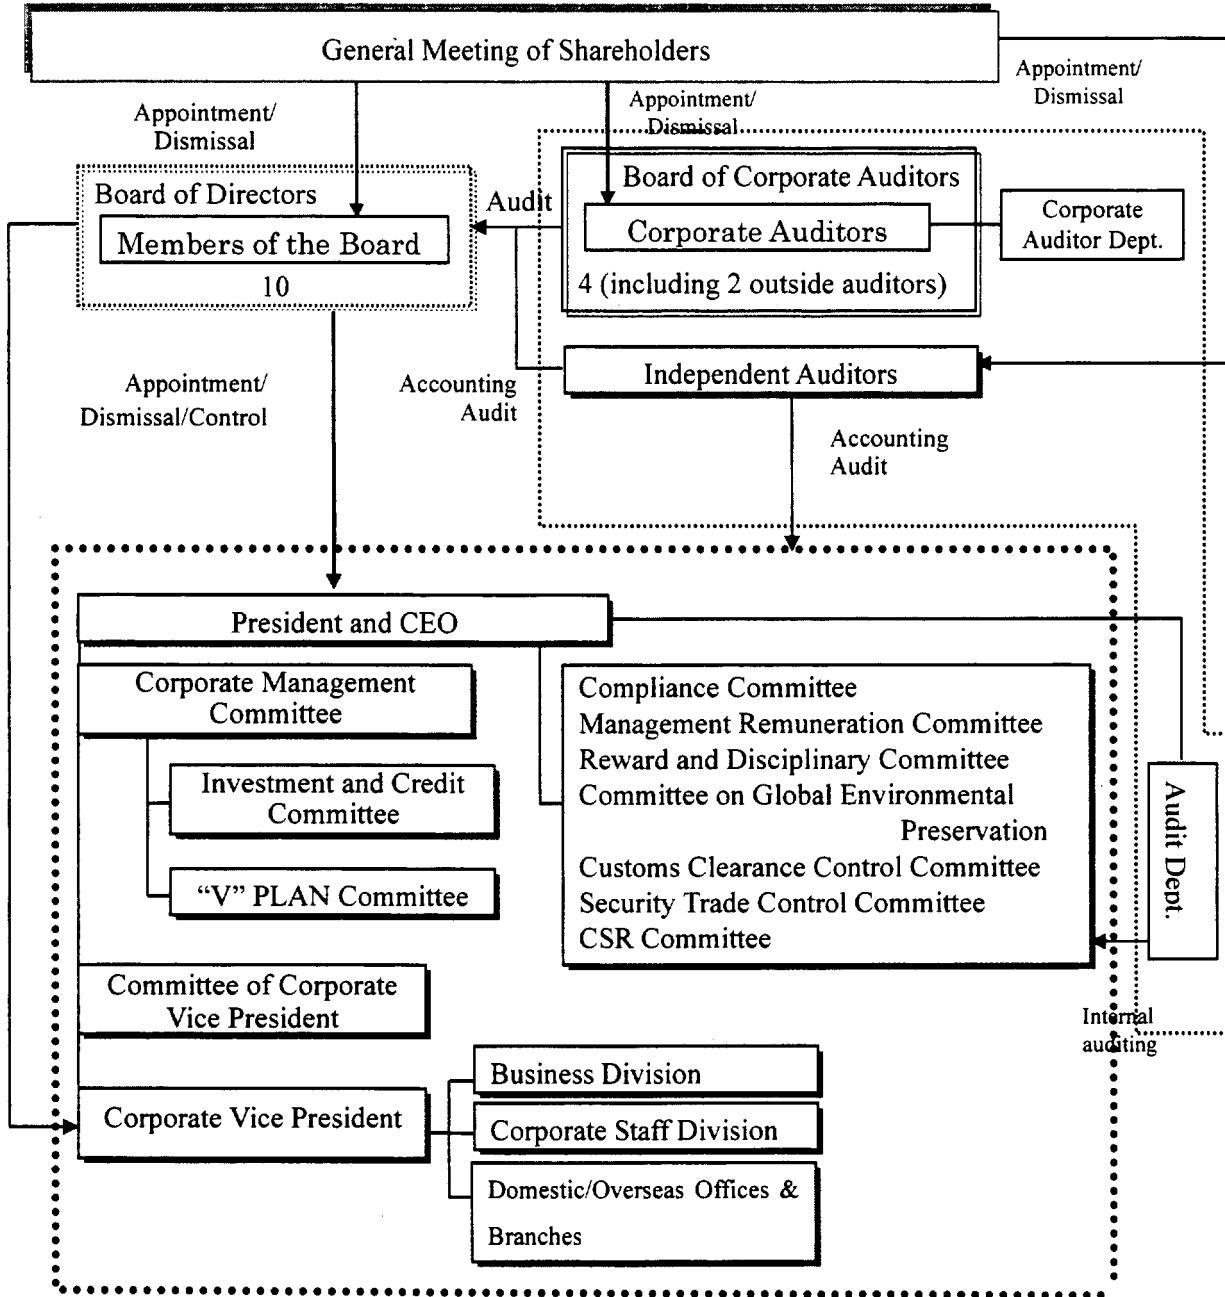 General Meeting of Shareholders
Appointment/
Dismissal
Appointment/
Dismissal
Appointment/
Dismissal
Board of Directors
Members of the Board
10
Audit
Board of Corporate Auditors
Corporate Auditors
4 (including 2 outside auditors)
Corporate
Auditor Dept.
Independent Auditors
Appointment/
Dismissal/Control
Accounting
Audit
Accounting
Audit
President and CEO
Corporate Management
Committee
Investment and Credit
Committee
“V” PLAN Committee
Compliance Committee
Management Remuneration Committee
Reward and Disciplinary Committee
Committee on Global Environmental
Preservation
Customs Clearance Control Committee
Security Trade Control Committee
CSR Committee
Audit Dept.
Internal
auditing
Committee of Corporate
Vice President
Corporate Vice President
Business Division
Corporate Staff Division
Domestic/Overseas Offices &
Branches